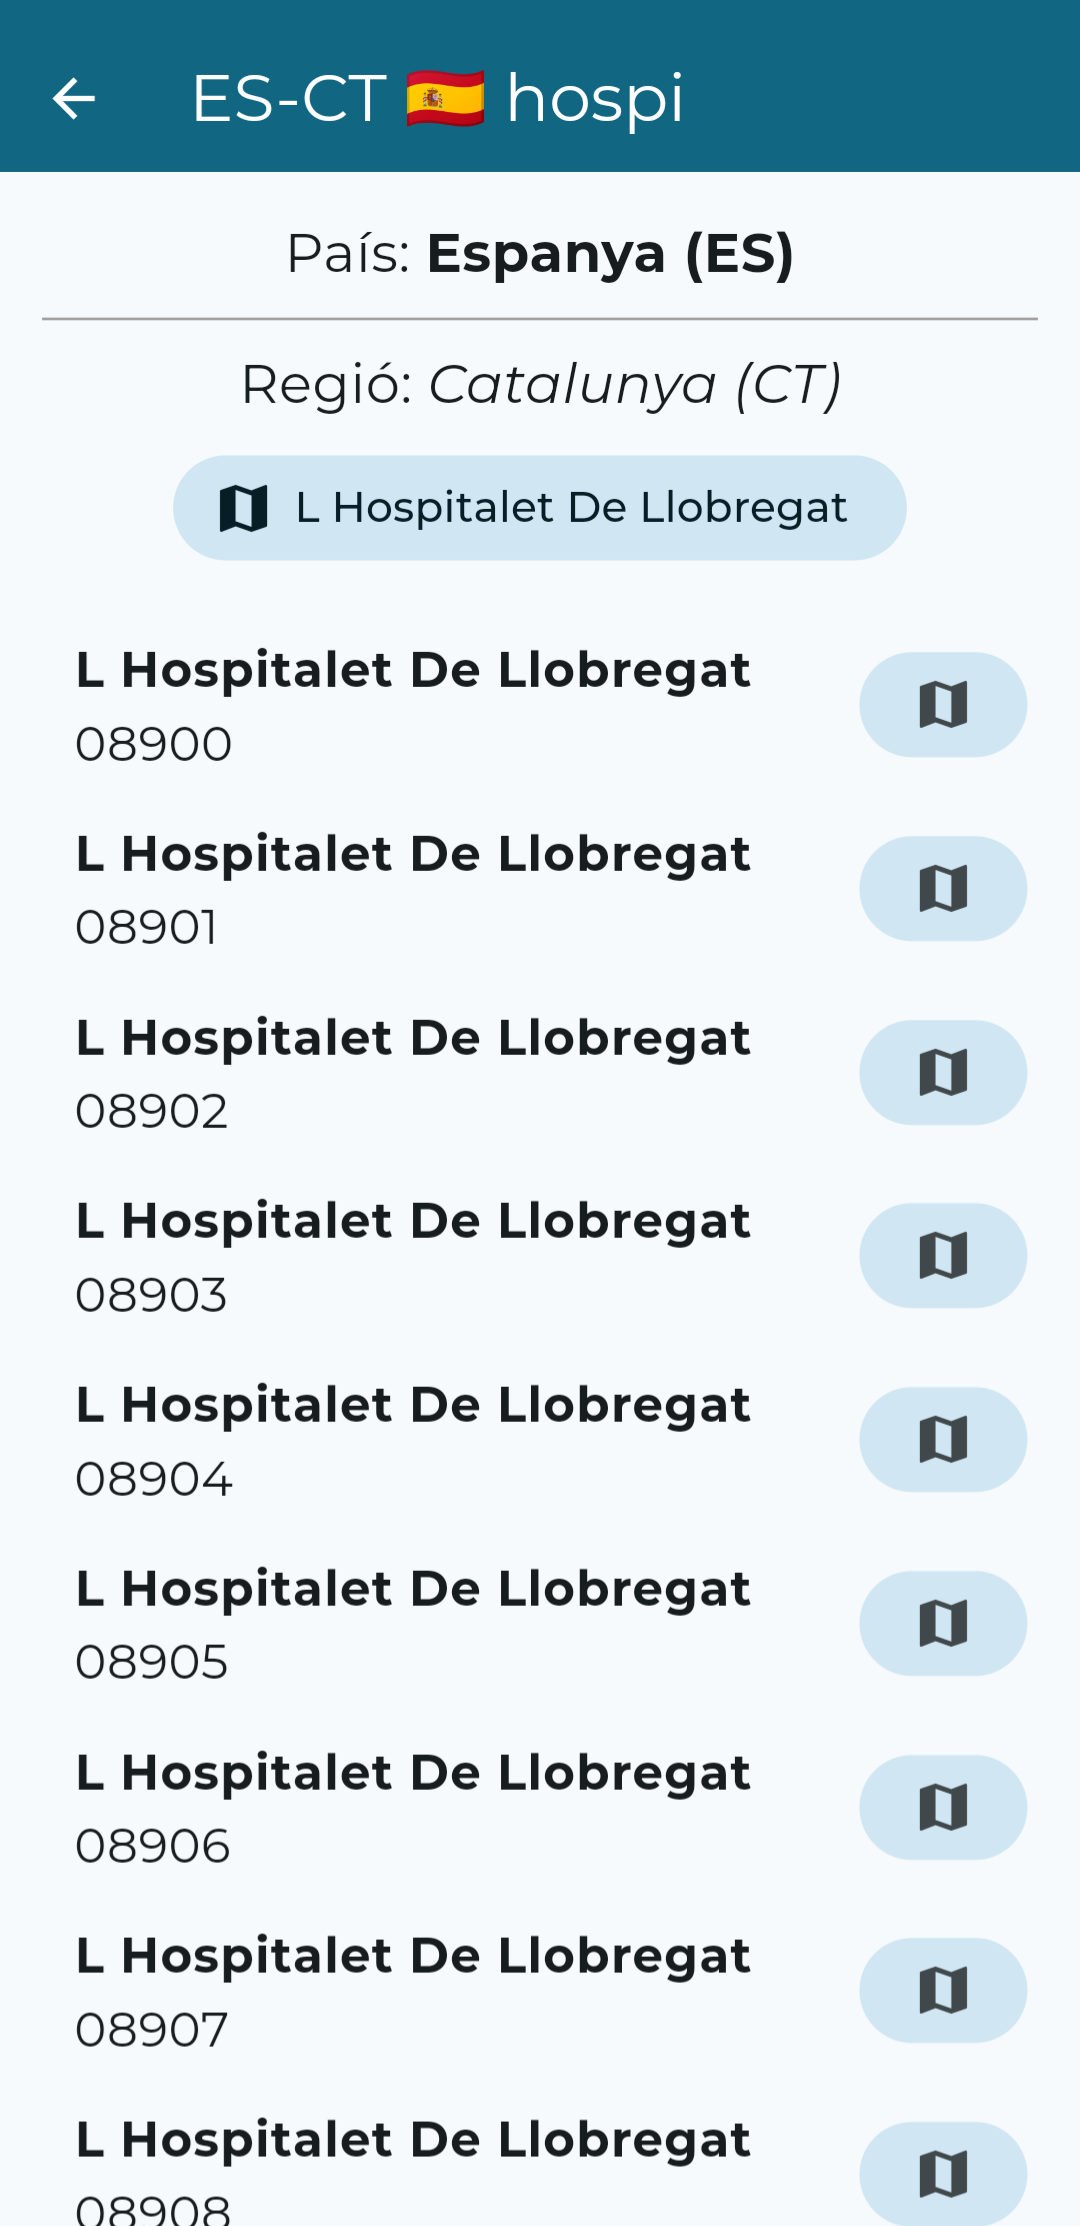 ES-CT 🇪🇸 hospi
País: Espanya (ES)
Regió: Catalunya (CT)
L Hospitalet De Llobregat
L Hospitalet De Llobregat
08900
L Hospitalet De Llobregat
08901
L Hospitalet De Llobregat
08902
L Hospitalet De Llobregat
08903
L Hospitalet De Llobregat
08904
L Hospitalet De Llobregat
08905
L Hospitalet De Llobregat
08906
L Hospitalet De Llobregat
08907
L Hospitalet De Llobregat
08908